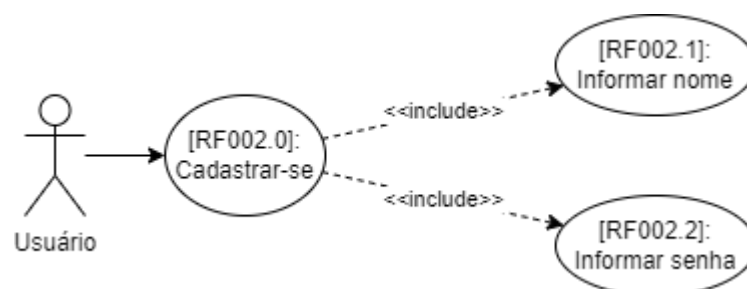 [RF002.1]:
Informar nome
<<include>>
[RF002.0]:
Cadastrar-se
<<include>>
Usuário
[RF002.2]:
Informar senha